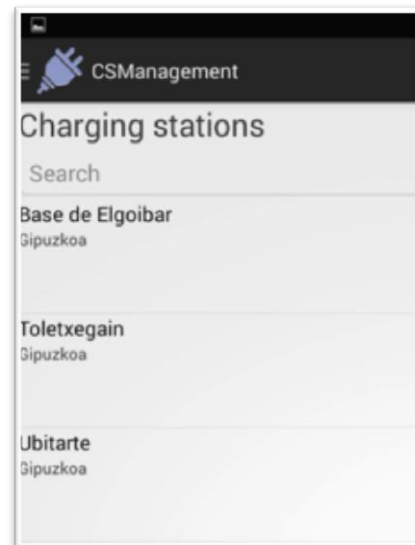 CSManagement
Charging stations
Search
Base de Elgoibar
Gipuzkoa
Toletxegain
Gipuzkoa
Ubitarte
Gipuzkoa